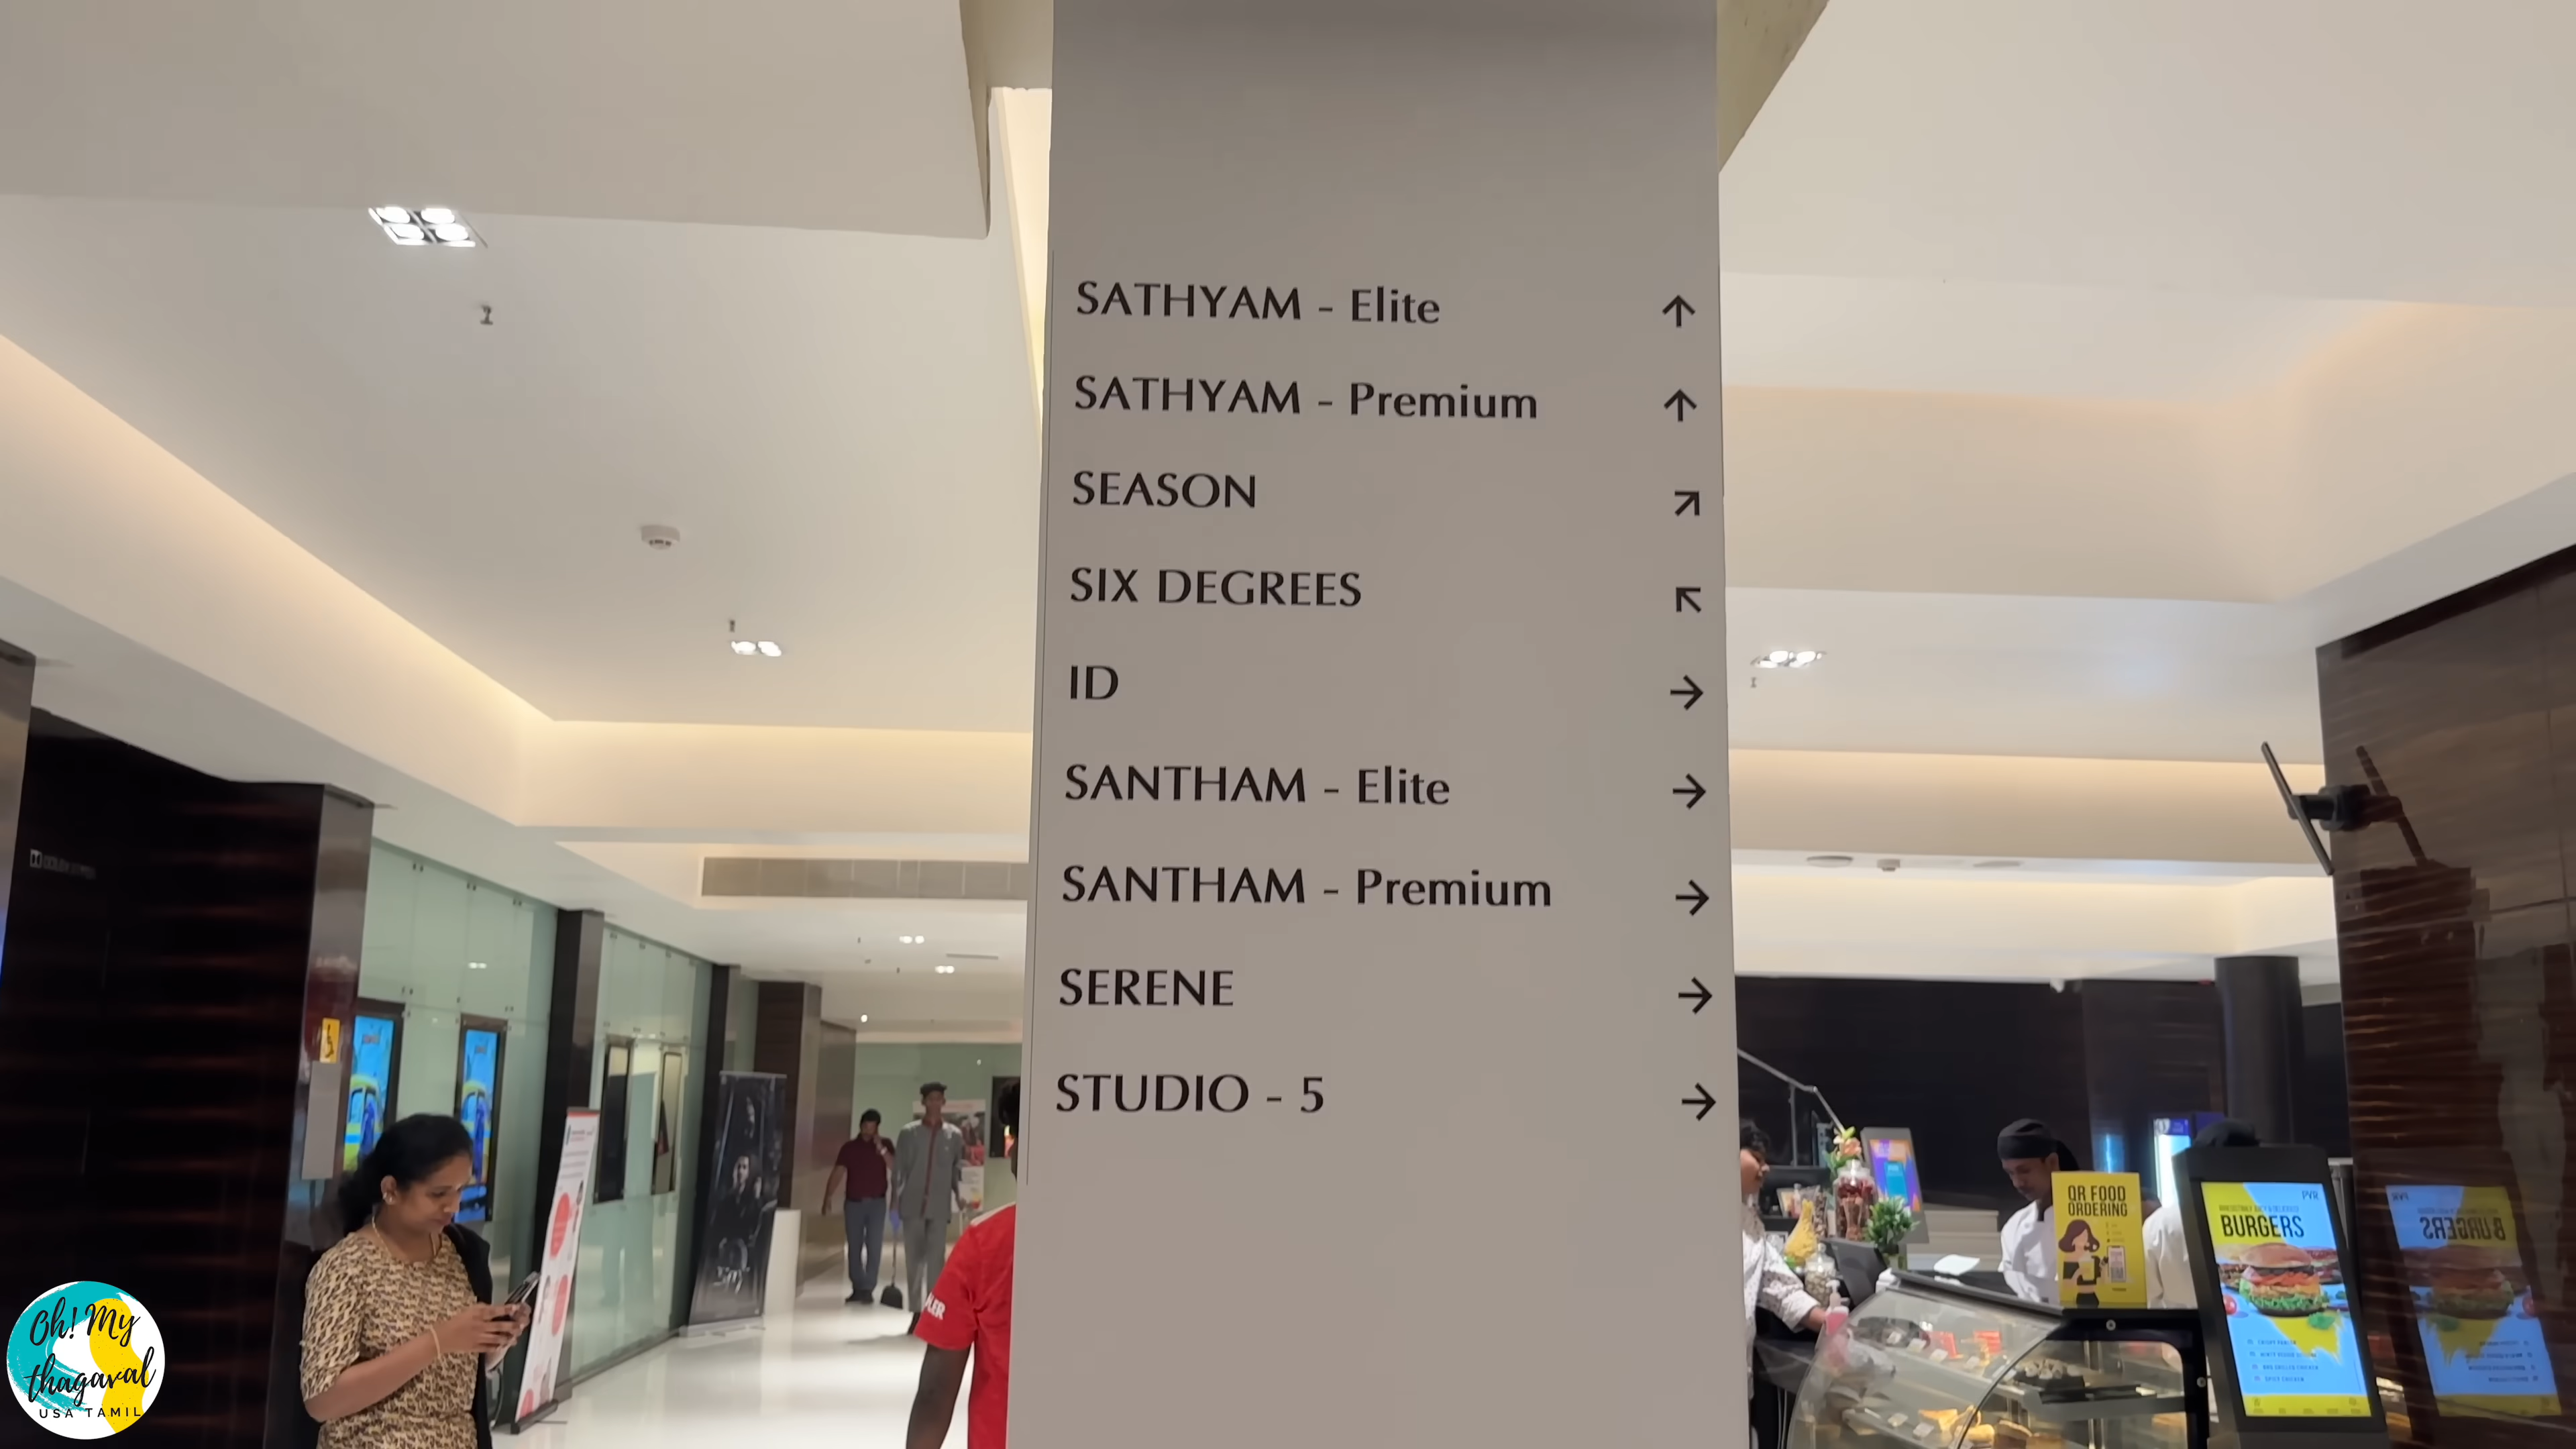 SATHYAM - Elite ↑
SATHYAM - Premium ↑
SEASON ↗
SIX DEGREES ↖
ID →
SANTHAM - Elite →
SANTHAM - Premium →
SERENE →
STUDIO - 5 →
QR FOOD
ORDERING
PVR
BURGERS
Oh! My
thagaval
USA TAMIL